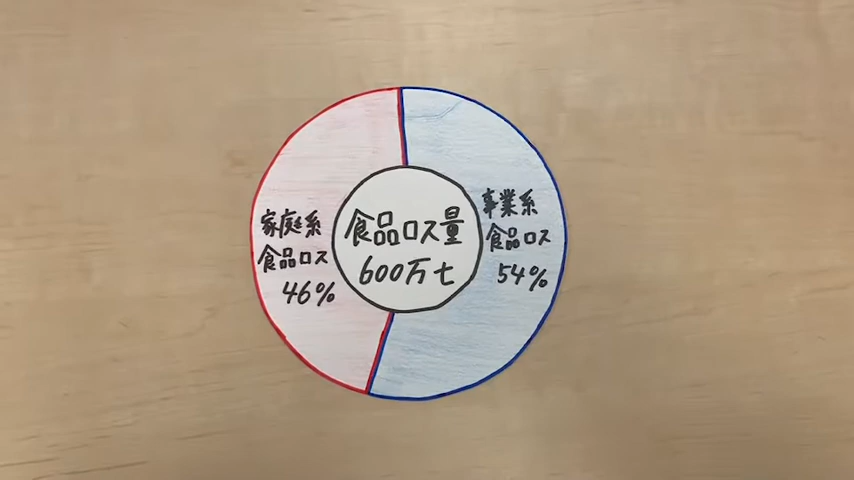 食品ロス量
600万t
家庭系
食品ロス
46%
事業系
食品ロス
54%